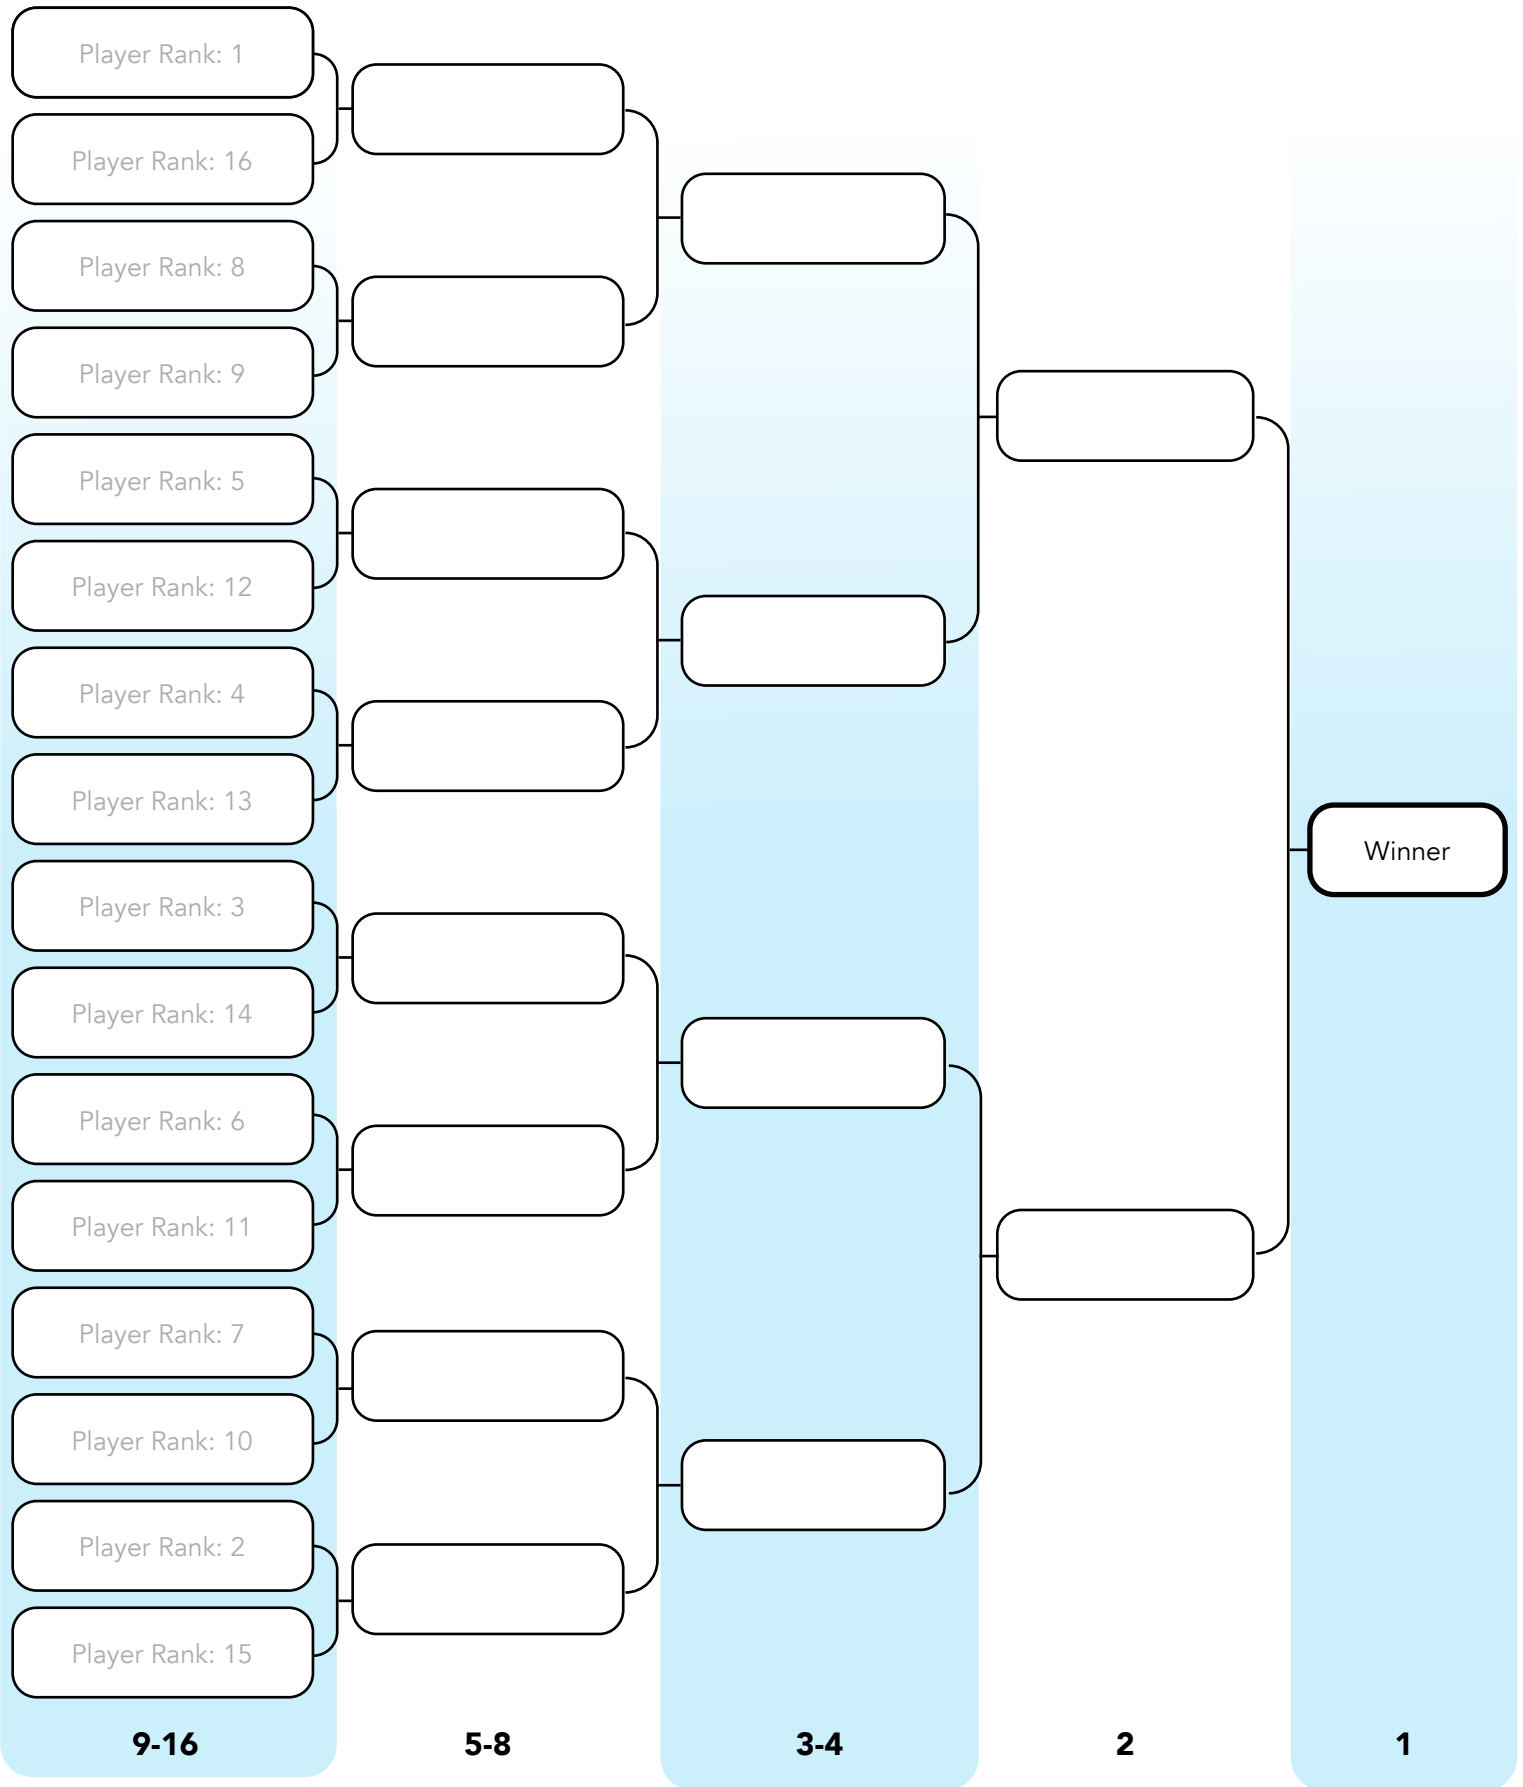 Player Rank: 1
Player Rank: 16
Player Rank: 8
Player Rank: 9
Player Rank: 5
Player Rank: 12
Player Rank: 4
Player Rank: 13
Player Rank: 3
Player Rank: 14
Player Rank: 6
Player Rank: 11
Player Rank: 7
Player Rank: 10
Player Rank: 2
Player Rank: 15
Winner
9-16
5-8
3-4
2
1